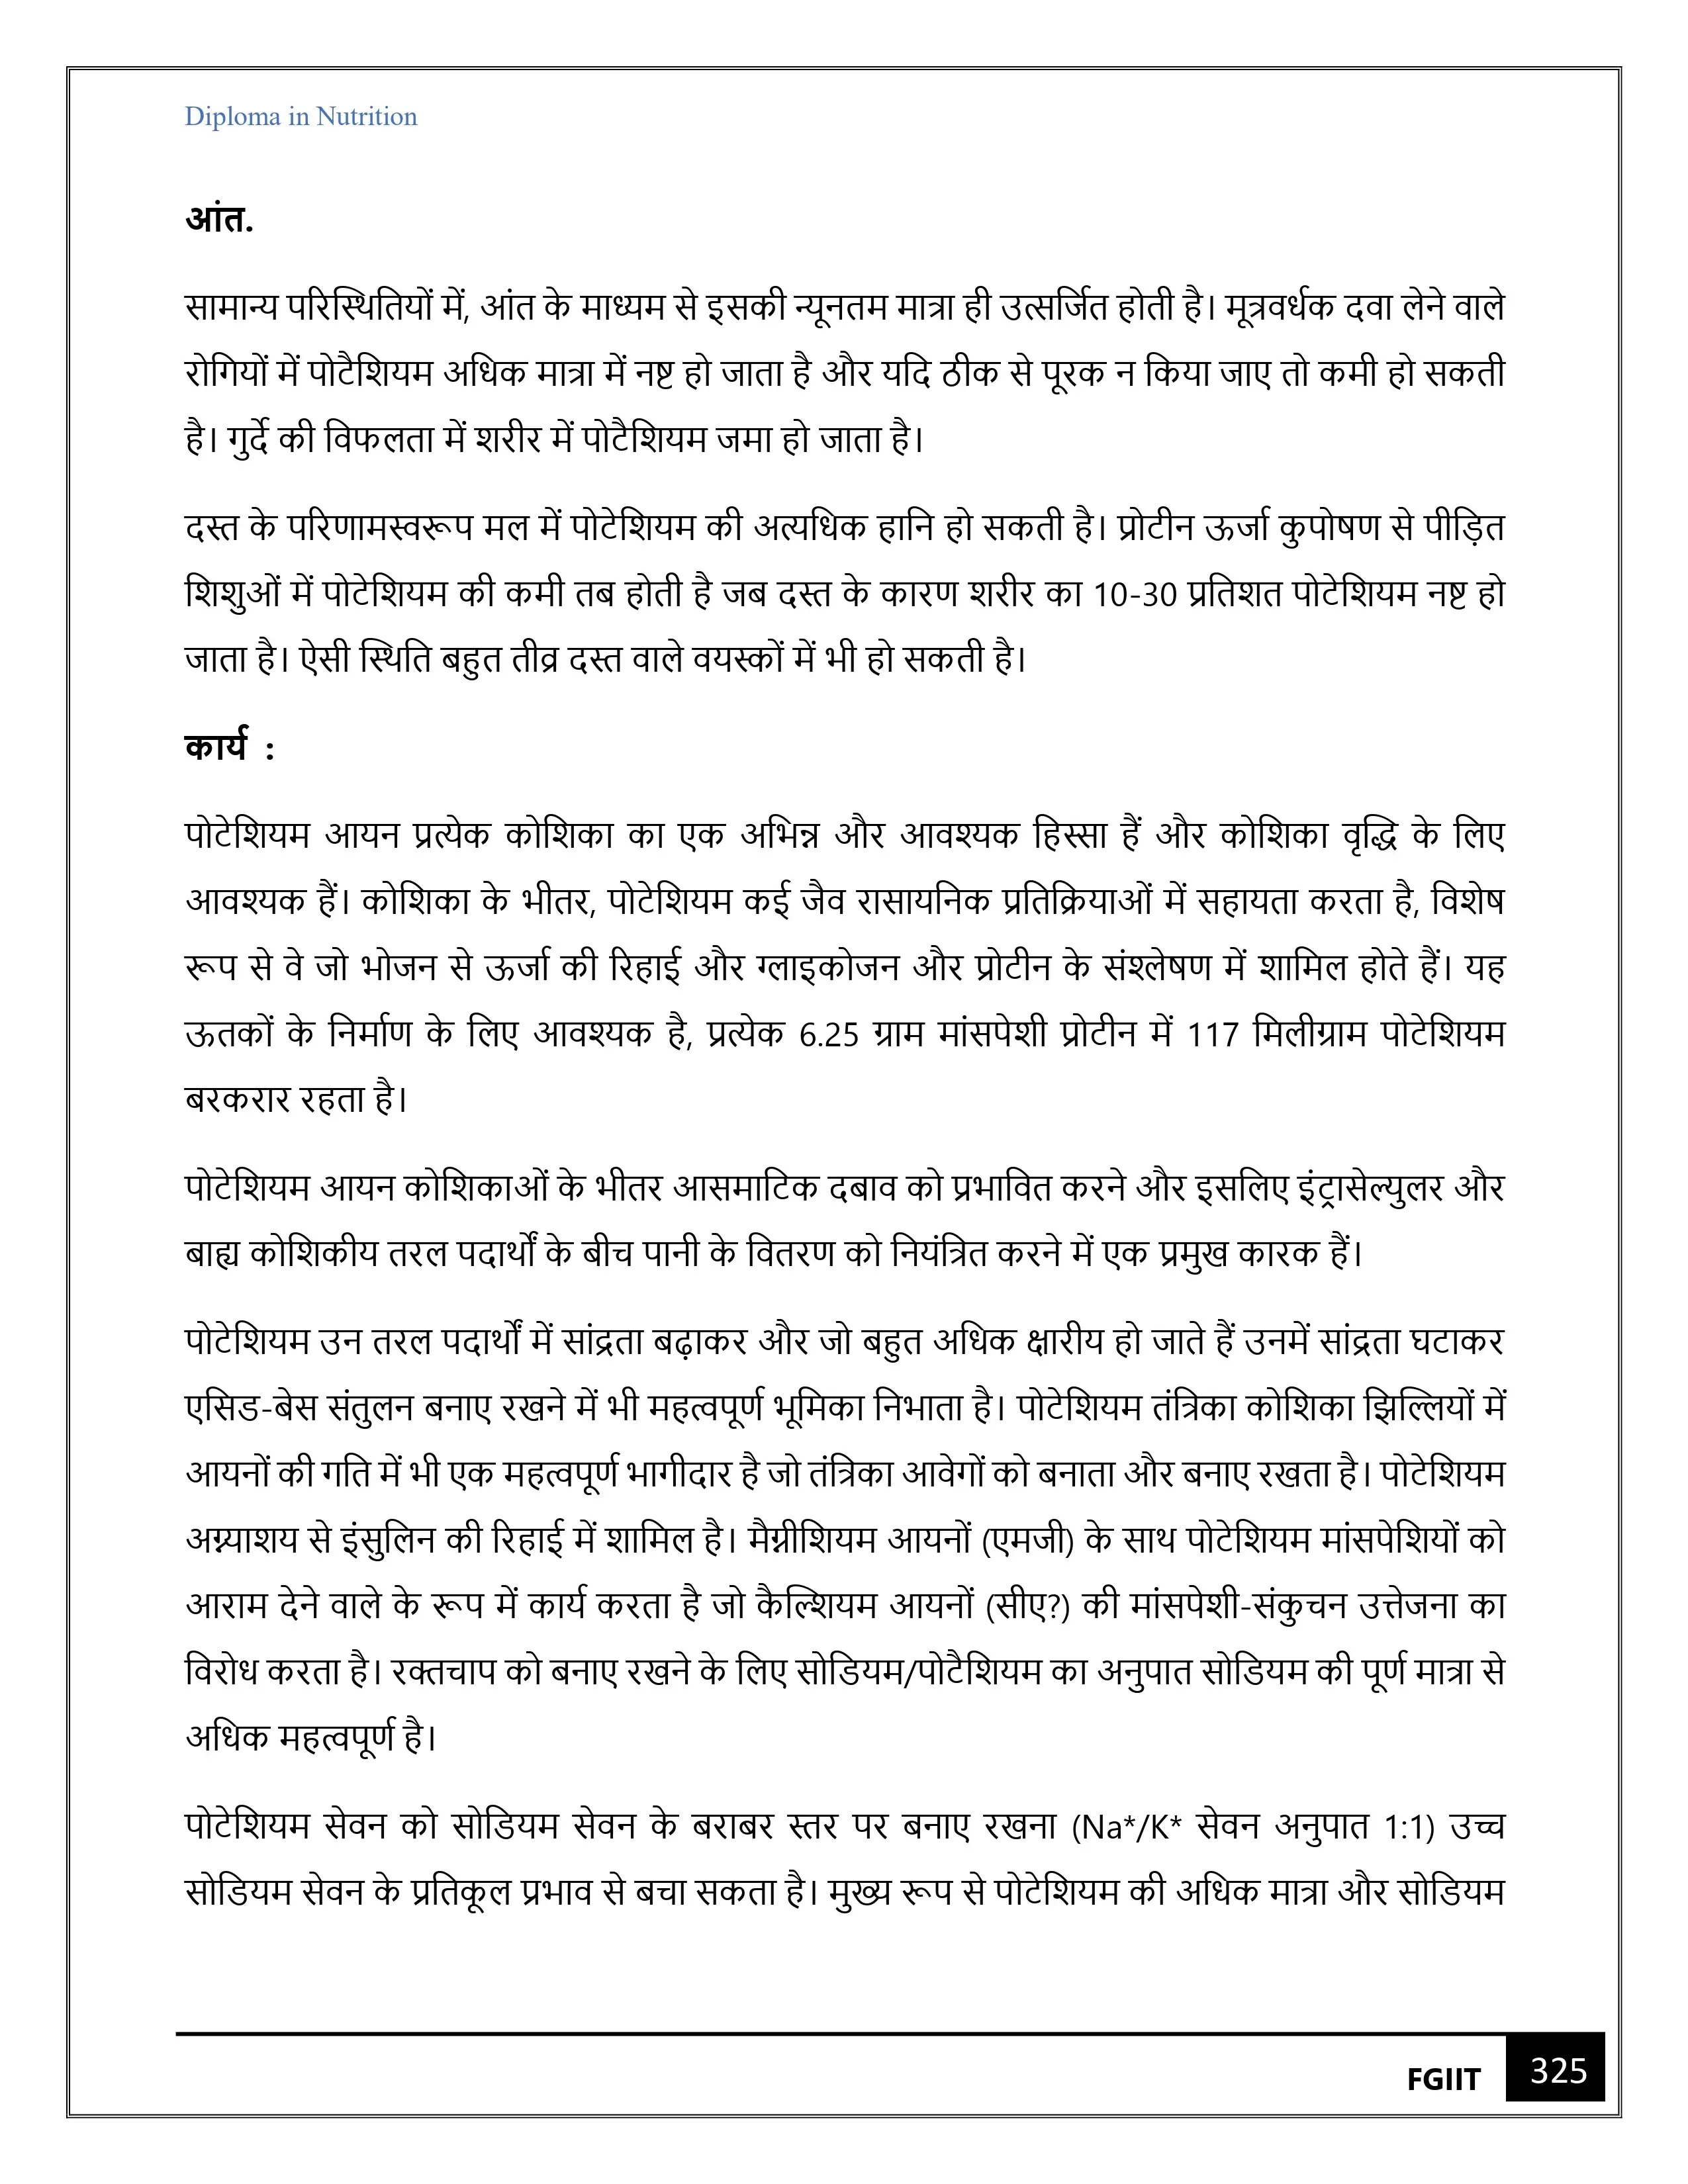 Diploma in Nutrition
आंत.
सामान्य परिस्थितियों में, आंत के माध्यम से इसकी न्यूनतम मात्रा ही उत्सर्जित होती है। मूत्रवर्धक दवा लेने वाले
रोगियों में पोटैशियम अधिक मात्रा में नष्ट हो जाता है और यदि ठीक से पूरक न किया जाए तो कमी हो सकती
है। गुर्दे की विफलता में शरीर में पोटैशियम जमा हो जाता है।
दस्त के परिणामस्वरूप मल में पोटेशियम की अत्यधिक हानि हो सकती है। प्रोटीन ऊर्जा कुपोषण से पीड़ित
शिशुओं में पोटेशियम की कमी तब होती है जब दस्त के कारण शरीर का 10-30 प्रतिशत पोटेशियम नष्ट हो
जाता है। ऐसी स्थिति बहुत तीव्र दस्त वाले वयस्कों में भी हो सकती है।
कार्य :
पोटेशियम आयन प्रत्येक कोशिका का एक अभिन्न और आवश्यक हिस्सा हैं और कोशिका वृद्धि के लिए
आवश्यक हैं। कोशिका के भीतर, पोटेशियम कई जैव रासायनिक प्रतिक्रियाओं में सहायता करता है, विशेष
रूप से वे जो भोजन से ऊर्जा की रिहाई और ग्लाइकोजन और प्रोटीन के संश्लेषण में शामिल होते हैं। यह
ऊतकों के निर्माण के लिए आवश्यक है, प्रत्येक 6.25 ग्राम मांसपेशी प्रोटीन में 117 मिलीग्राम पोटेशियम
बरकरार रहता है।
पोटेशियम आयन कोशिकाओं के भीतर आसमाटिक दबाव को प्रभावित करने और इसलिए इंट्रासेल्युलर और
बाह्य कोशिकीय तरल पदार्थों के बीच पानी के वितरण को नियंत्रित करने में एक प्रमुख कारक हैं।
पोटेशियम उन तरल पदार्थों में सांद्रता बढ़ाकर और जो बहुत अधिक क्षारीय हो जाते हैं उनमें सांद्रता घटाकर
एसिड-बेस संतुलन बनाए रखने में भी महत्वपूर्ण भूमिका निभाता है। पोटेशियम तंत्रिका कोशिका झिल्लियों में
आयनों की गति में भी एक महत्वपूर्ण भागीदार है जो तंत्रिका आवेगों को बनाता और बनाए रखता है। पोटेशियम
अग्न्याशय से इंसुलिन की रिहाई में शामिल है। मैग्नीशियम आयनों (एमजी) के साथ पोटेशियम मांसपेशियों को
आराम देने वाले के रूप में कार्य करता है जो कैल्शियम आयनों (सीए?) की मांसपेशी-संकुचन उत्तेजना का
विरोध करता है। रक्तचाप को बनाए रखने के लिए सोडियम/पोटैशियम का अनुपात सोडियम की पूर्ण मात्रा से
अधिक महत्वपूर्ण है।
पोटेशियम सेवन को सोडियम सेवन के बराबर स्तर पर बनाए रखना (Na*/K* सेवन अनुपात 1:1) उच्च
सोडियम सेवन के प्रतिकूल प्रभाव से बचा सकता है। मुख्य रूप से पोटेशियम की अधिक मात्रा और सोडियम
FGIIT 325